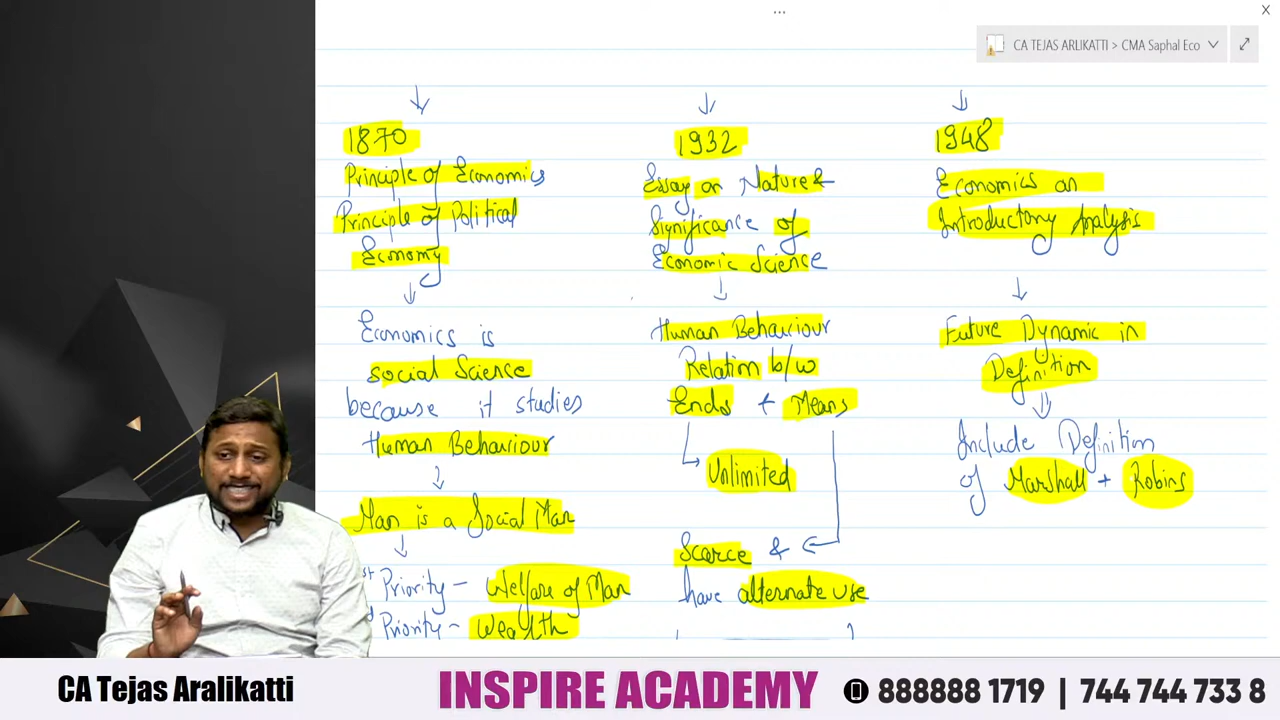 ...
X
CA TEJAS ARLIKATTI > CMA Saphal Eco
1870
Principle of Economics
Principle of Political
Economy
Economics is
social Science
because it studies
Human Behaviour
Man is a Social Man
Priority - Welfare of Man
Priority - Wealth
1932
Essay on Nature &
Significance of
Economic Science
Human Behaviour
Relation b/w
Ends + Means
Unlimited
Scarce &
have alternate use
1948
Economics an
Introductory Analysis
Future Dynamic in
Definition
Include Definition
of Marshall + Robins
CA Tejas Aralikatti
INSPIRE ACADEMY
888888 1719 | 744 744 733 8